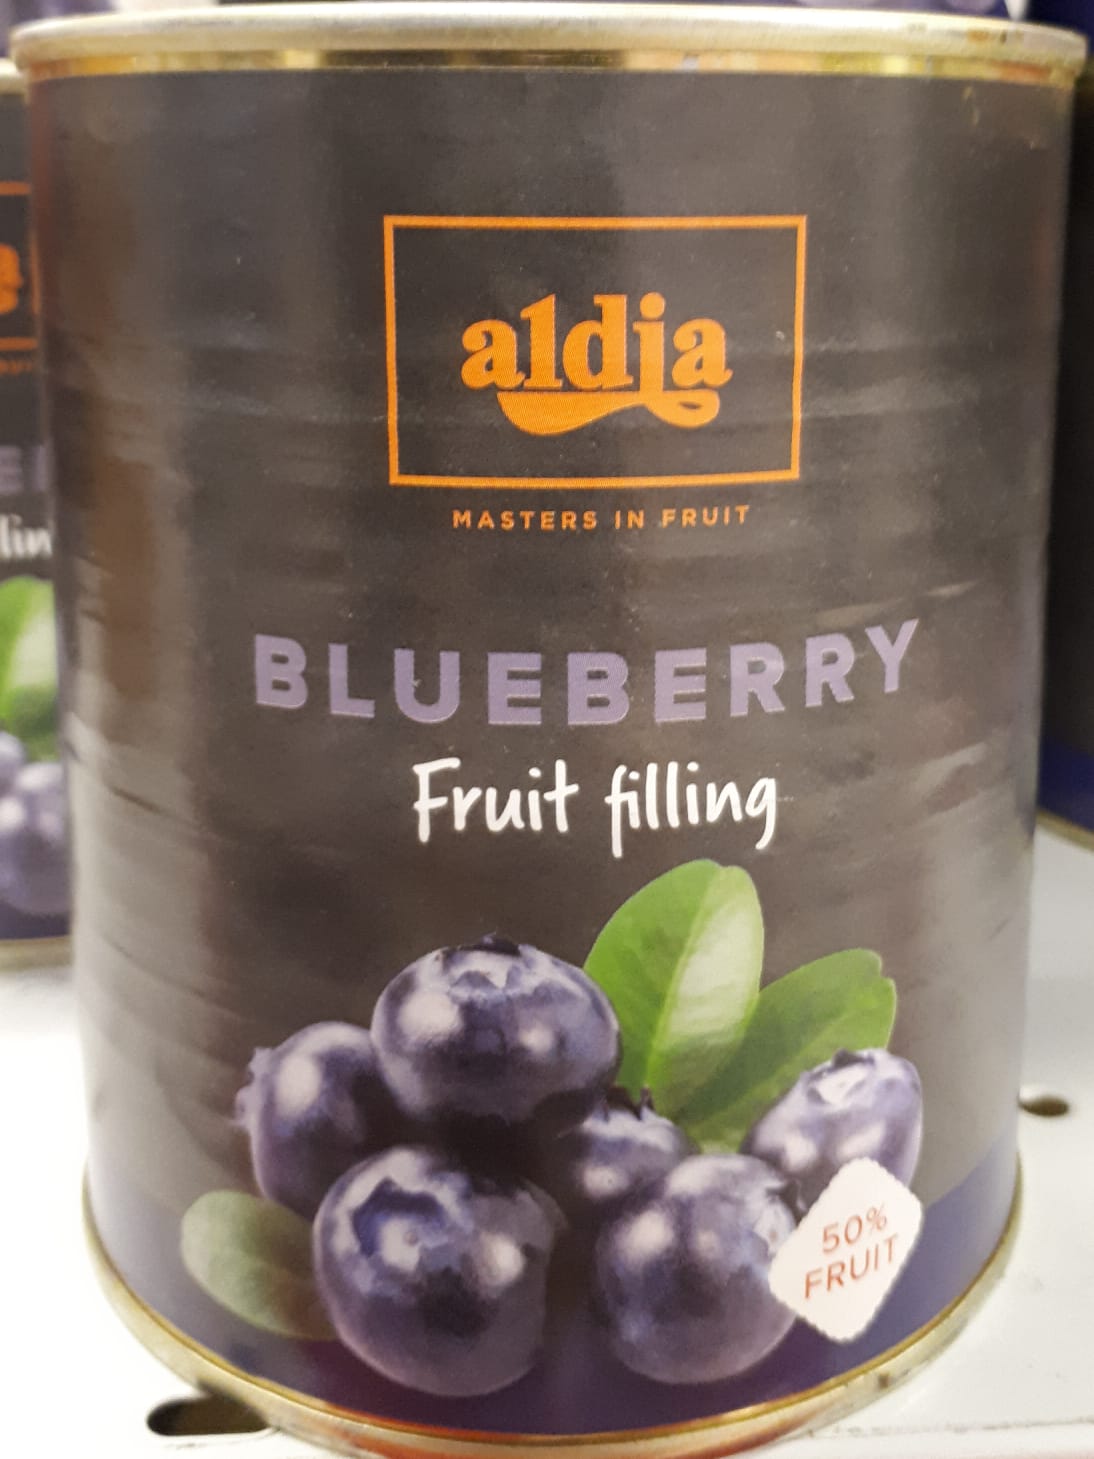 aldia
MASTERS IN FRUIT
BLUEBERRY
Fruit filling
50%
FRUIT